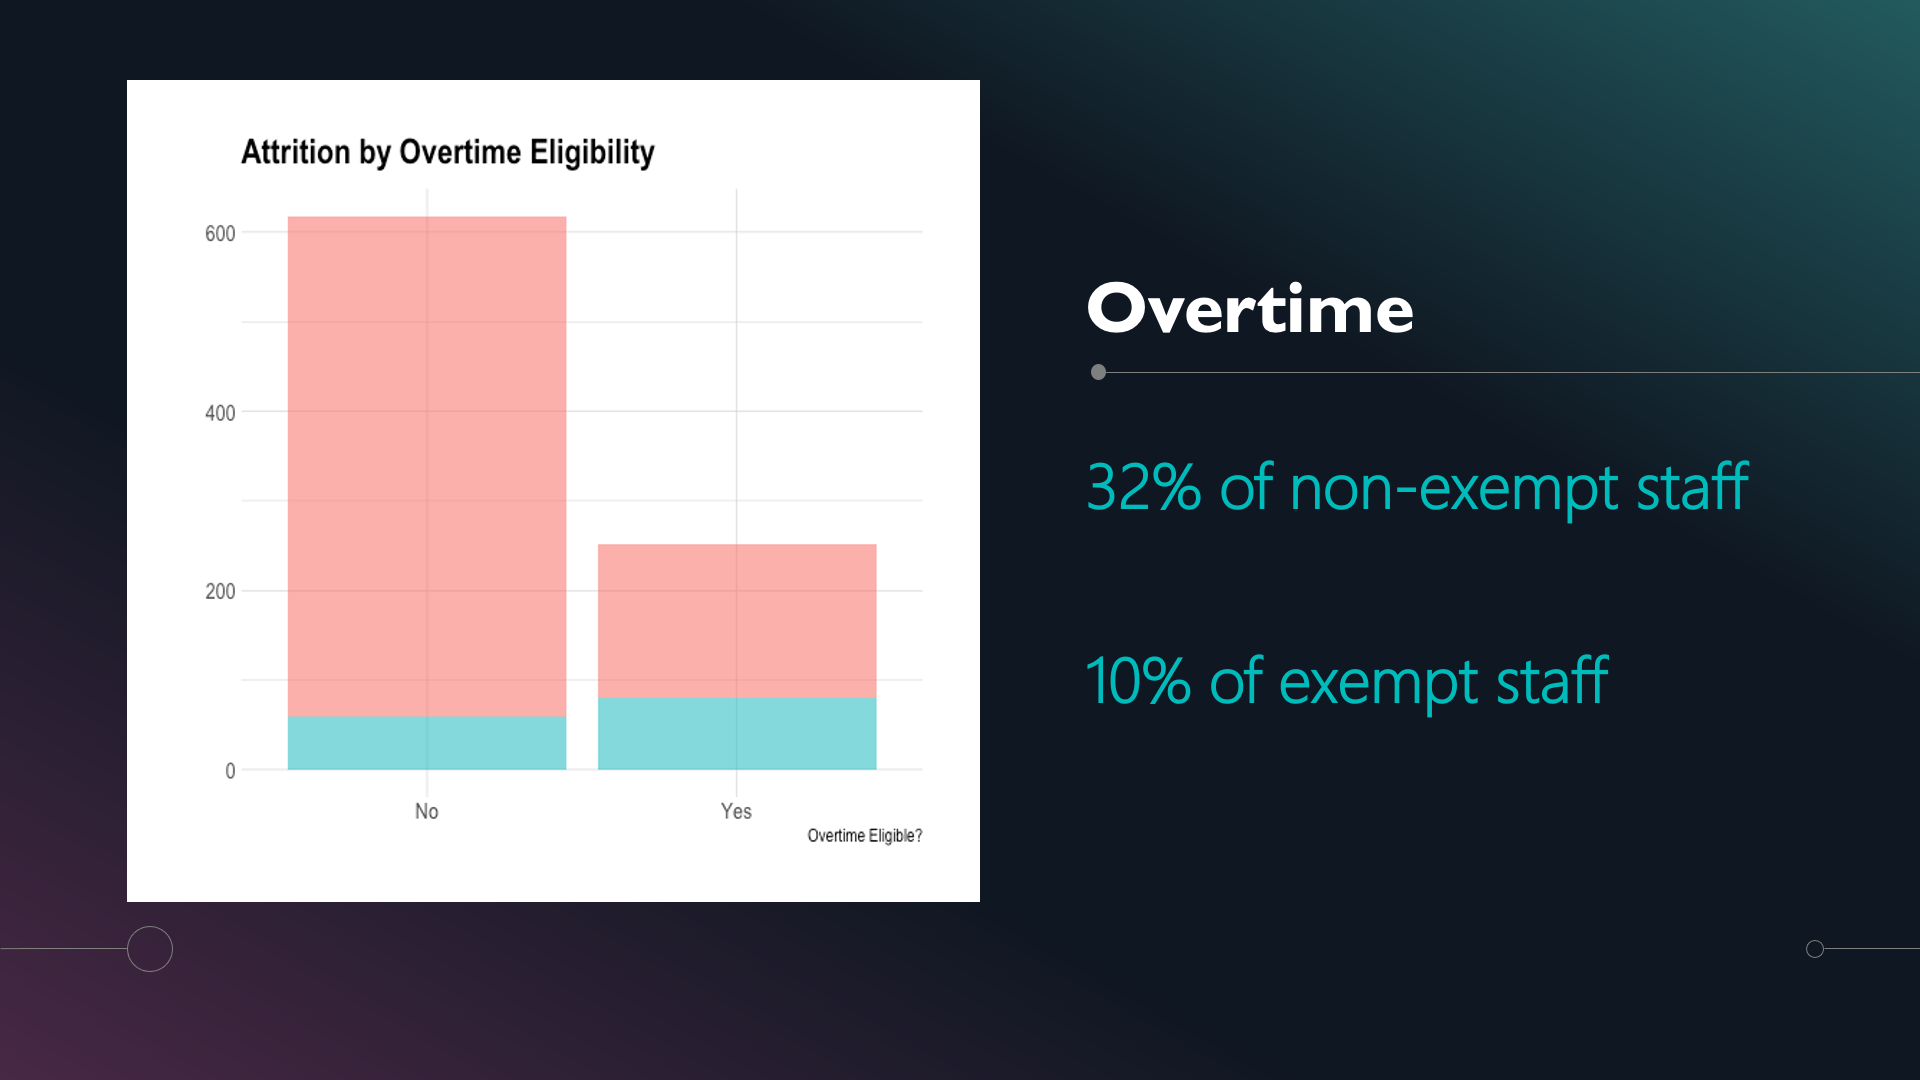 Attrition by Overtime Eligibility
600
400
200
0
No
Yes
Overtime Eligible?
Overtime
32% of non-exempt staff
10% of exempt staff